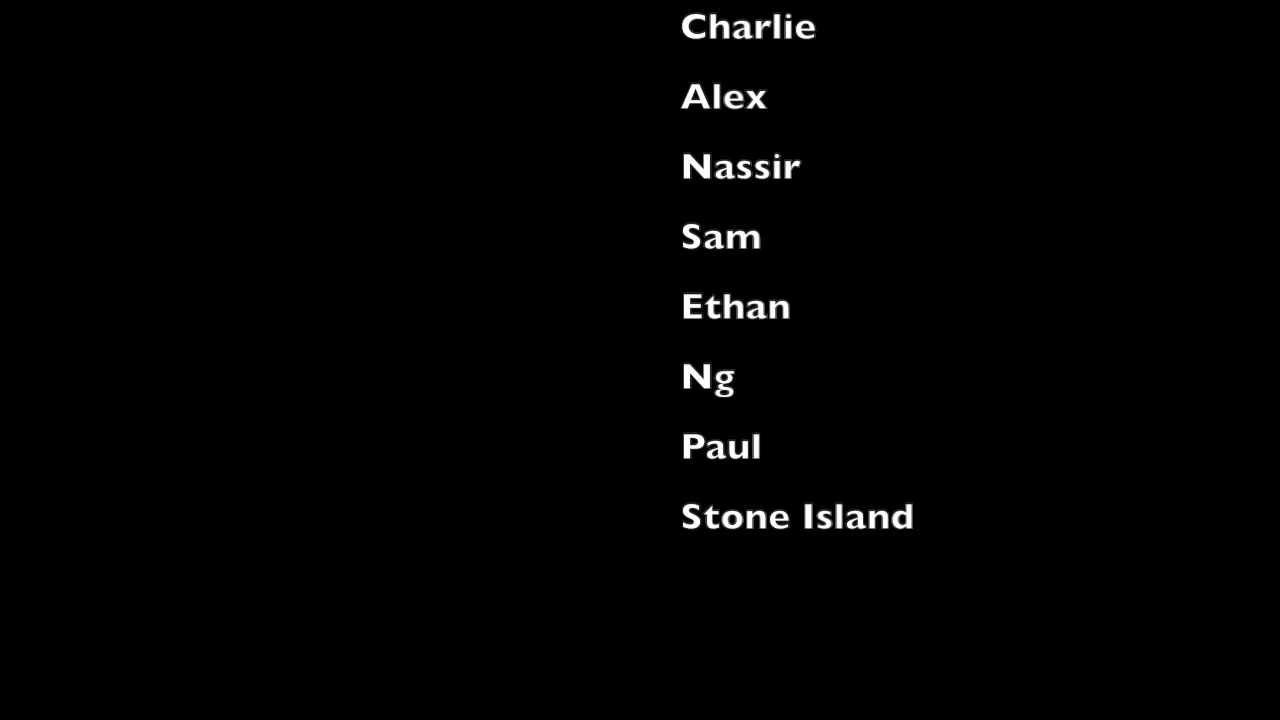 Charlie
Alex
Nassir
Sam
Ethan
Ng
Paul
Stone Island